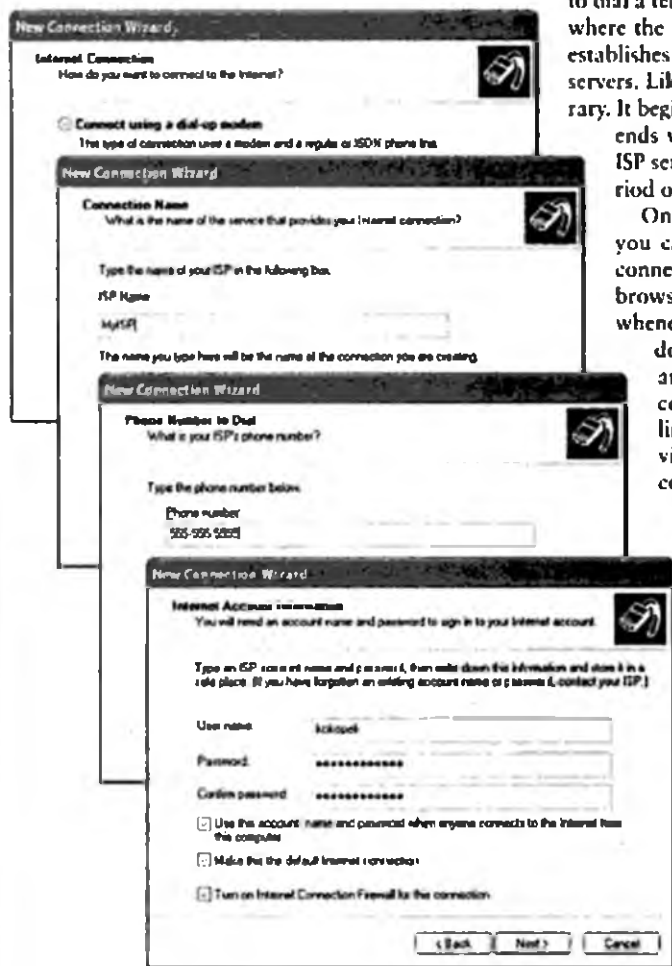 to dial a
where the
establishes
servers. Lik
rary. It begi
ends w
ISP se
riod o
On
you c
conne
brows
whene
de
a
co
li
vi
co
New Connection Wizard
Internet Connection
How do you want to connect to the Internet?
Connect using a dial-up modem
This type of connection uses a modem and a regular or ISDN phone line.
New Connection Wizard
Connection Name
What is the name of the service that provides your Internet connection?
Type the name of your ISP in the following box.
ISP Name
MyISP
The name you type here will be the name of the connection you are creating.
New Connection Wizard
Phone Number to Dial
What is your ISP's phone number?
Type the phone number below.
Phone number
555-555-5555
New Connection Wizard
Internet Account Information
You will need an account name and password to sign in to your Internet account.
Type an ISP account name and password, then write down this information and store it in a
safe place. (If you have forgotten an existing account name or password, contact your ISP.)
User name:
kokopeli
Password:
••••••••••••
Confirm password:
••••••••••••
Use this account name and password when anyone connects to the Internet from
this computer
Make this the default Internet connection
Turn on Internet Connection Firewall for this connection
< Back
Next >
Cancel